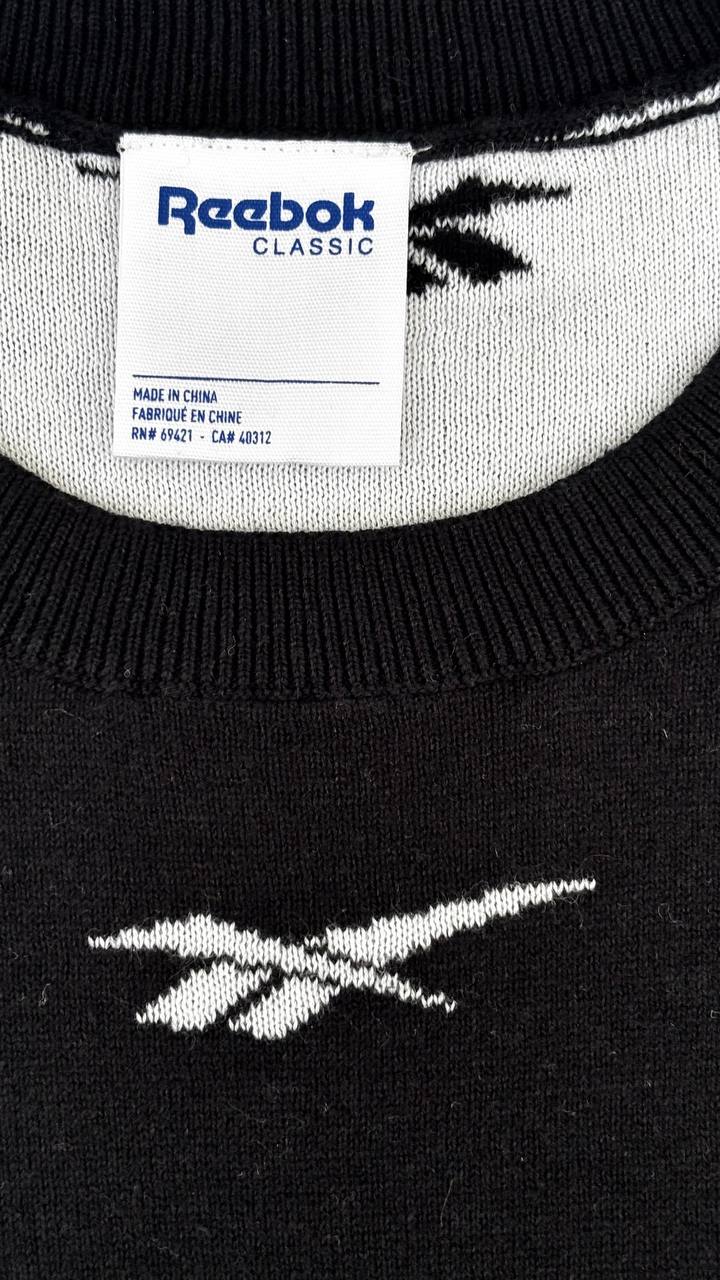 Reebok
CLASSIC
MADE IN CHINA
FABRIQUÉ EN CHINE
RN# 69421 - CA# 40312